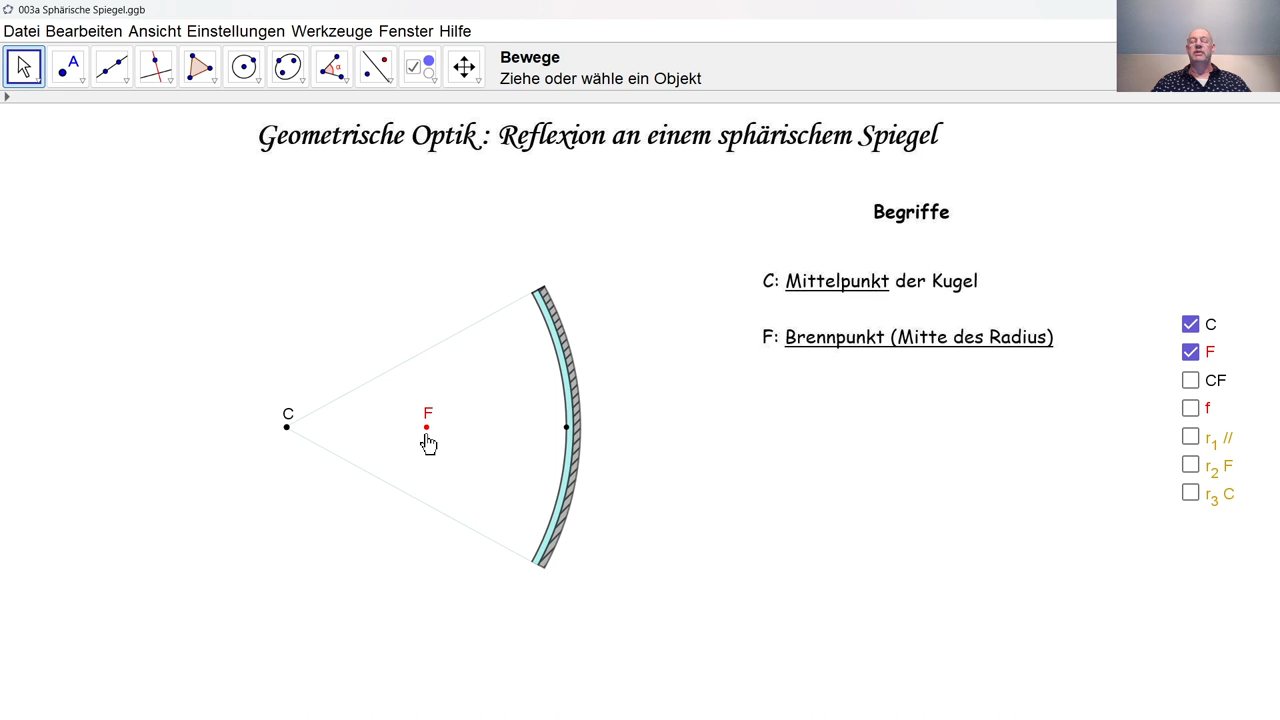 003a Sphärische Spiegel.ggb
Datei Bearbeiten Ansicht Einstellungen Werkzeuge Fenster Hilfe
A
α
Bewege
Ziehe oder wähle ein Objekt
Geometrische Optik : Reflexion an einem sphärischem Spiegel
Begriffe
C: Mittelpunkt der Kugel
F: Brennpunkt (Mitte des Radius)
C
F
C
F
CF
f
r1 //
r2 F
r3 C